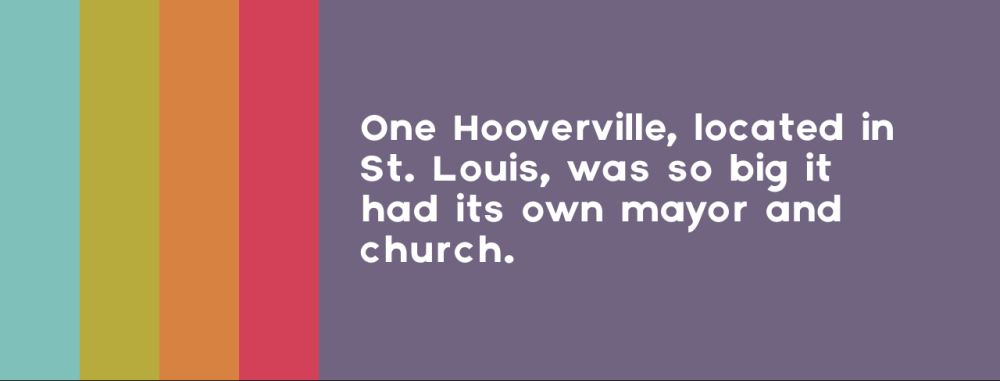 One Hooverville, located in
St. Louis, was so big it
had its own mayor and
church.